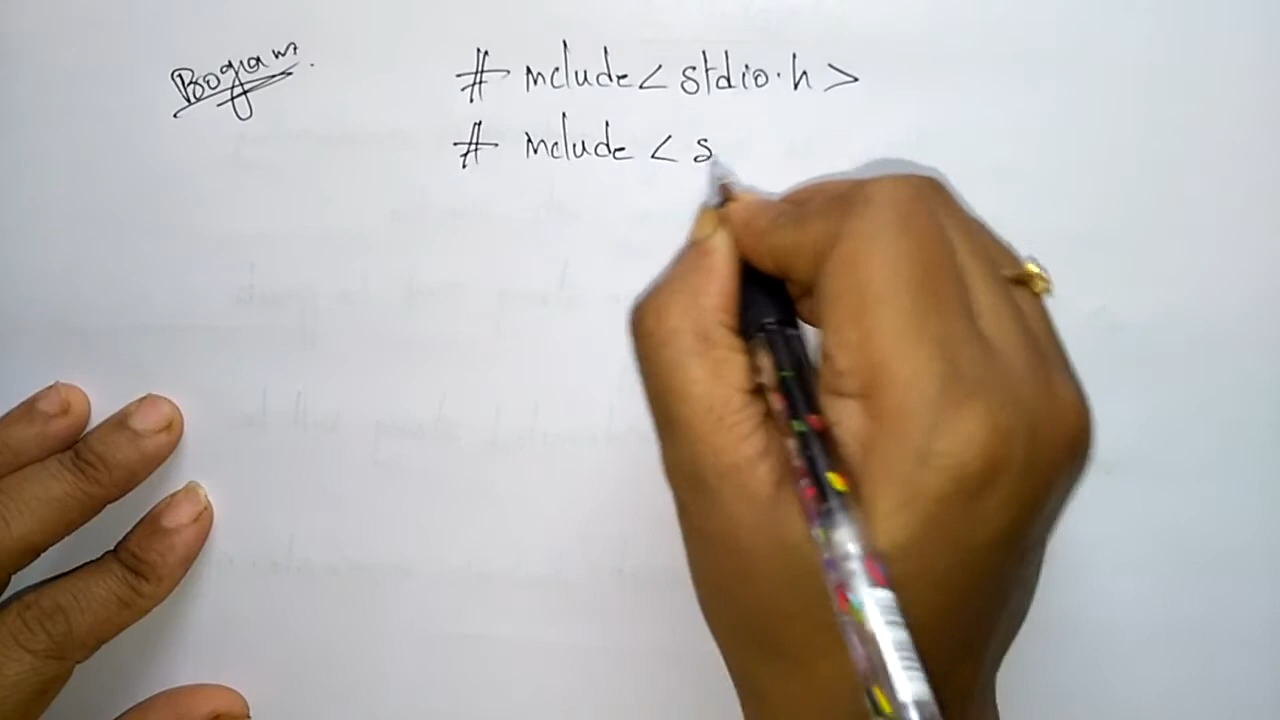 Program.
# include < stdio.h >
# include < s